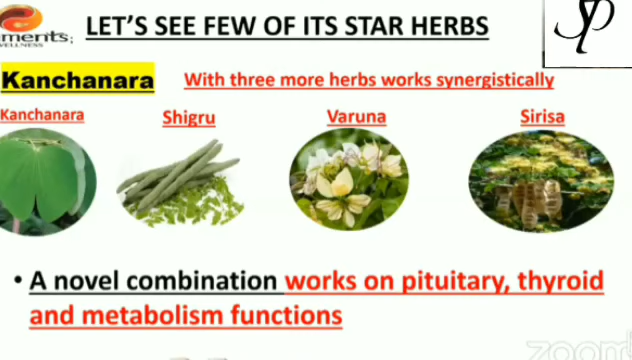 LET'S SEE FEW OF ITS STAR HERBS
ments;
WELLNESS
Sp
Kanchanara With three more herbs works synergistically
Kanchanara Shigru Varuna Sirisa
• A novel combination works on pituitary, thyroid
and metabolism functions
zoom